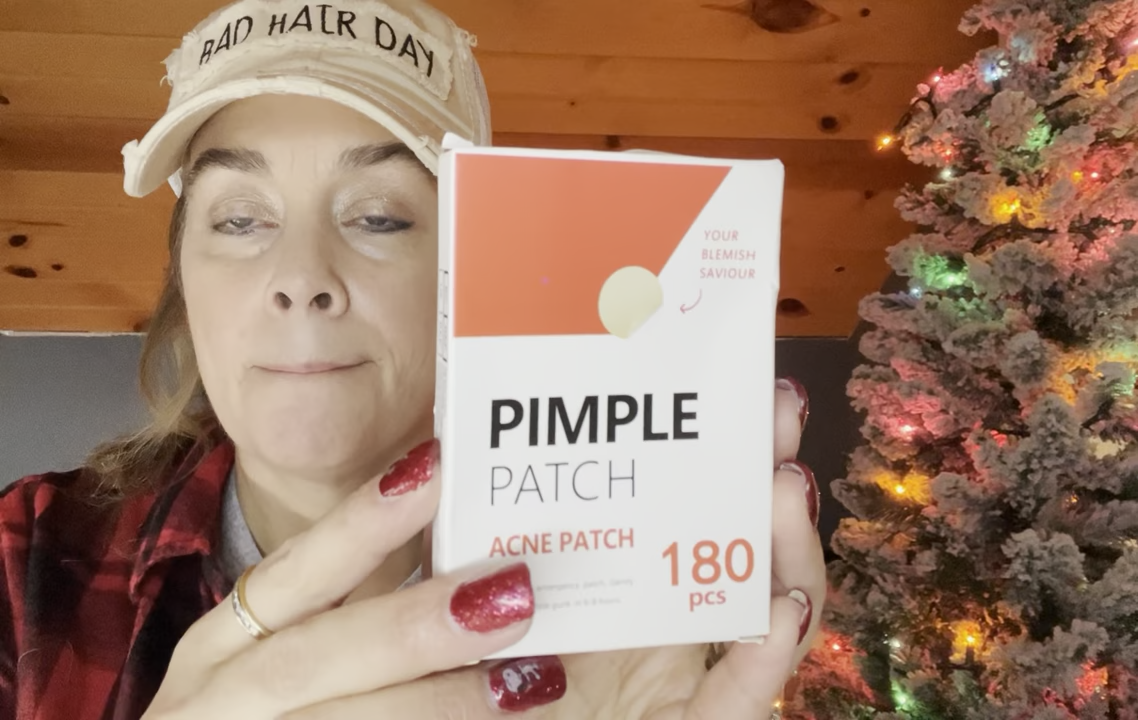 BAD HAIR DAY
YOUR
BLEMISH
SAVIOUR
PIMPLE
PATCH
ACNE PATCH
180
pcs